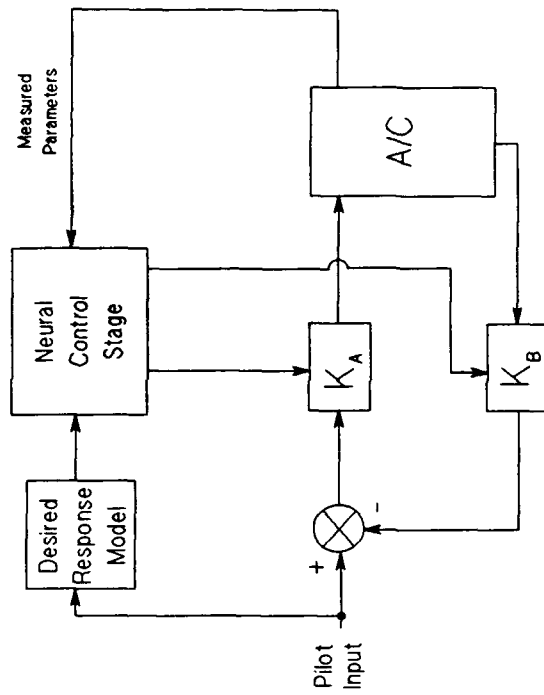 Measured
Parameters
Neural
Control
Stage
Desired
Response
Model
A/C
K_A
K_B
+
-
Pilot
Input